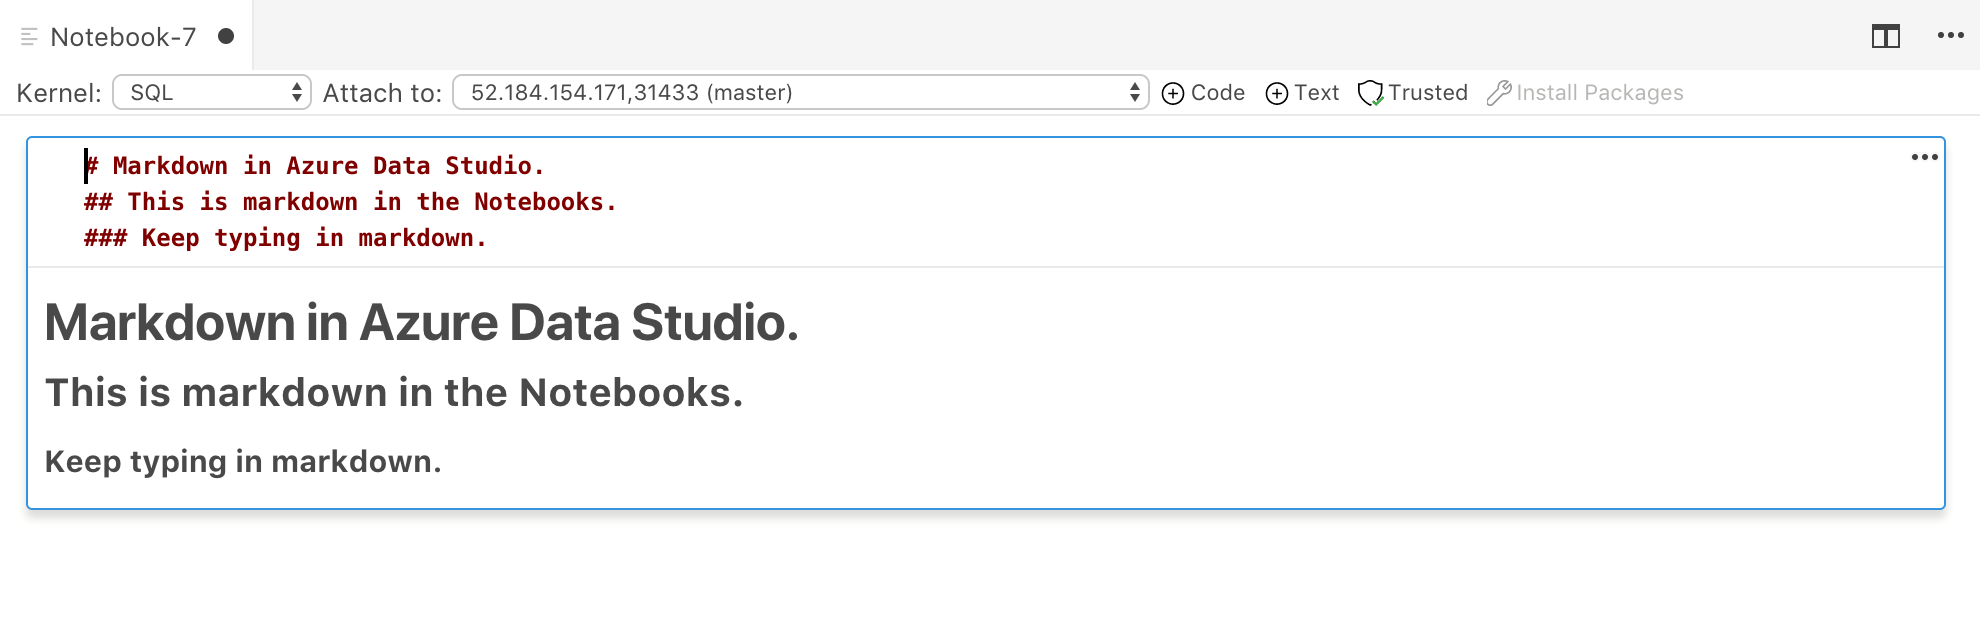 Notebook-7
Kernel: SQL Attach to: 52.184.154.171,31433 (master) Code Text Trusted Install Packages
# Markdown in Azure Data Studio.
## This is markdown in the Notebooks.
### Keep typing in markdown.
Markdown in Azure Data Studio.
This is markdown in the Notebooks.
Keep typing in markdown.